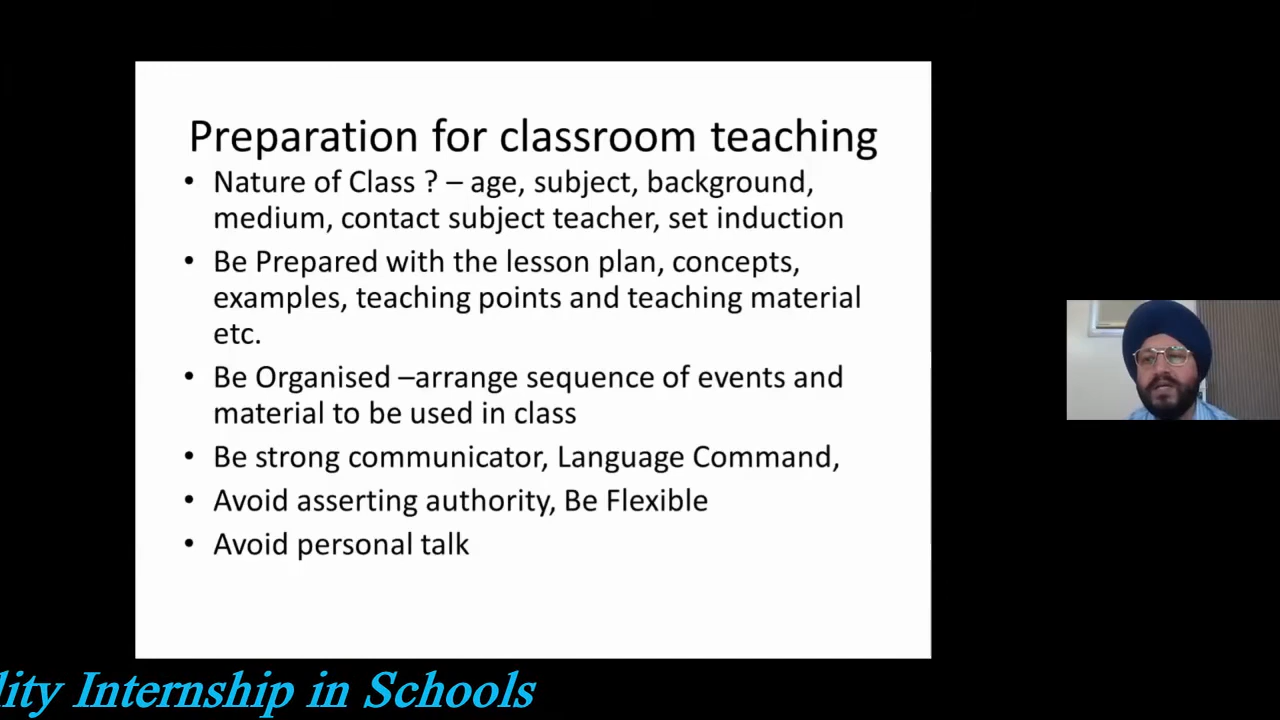 Preparation for classroom teaching
• Nature of Class ? – age, subject, background,
medium, contact subject teacher, set induction
• Be Prepared with the lesson plan, concepts,
examples, teaching points and teaching material
etc.
• Be Organised –arrange sequence of events and
material to be used in class
• Be strong communicator, Language Command,
• Avoid asserting authority, Be Flexible
• Avoid personal talk
lity Internship in Schools